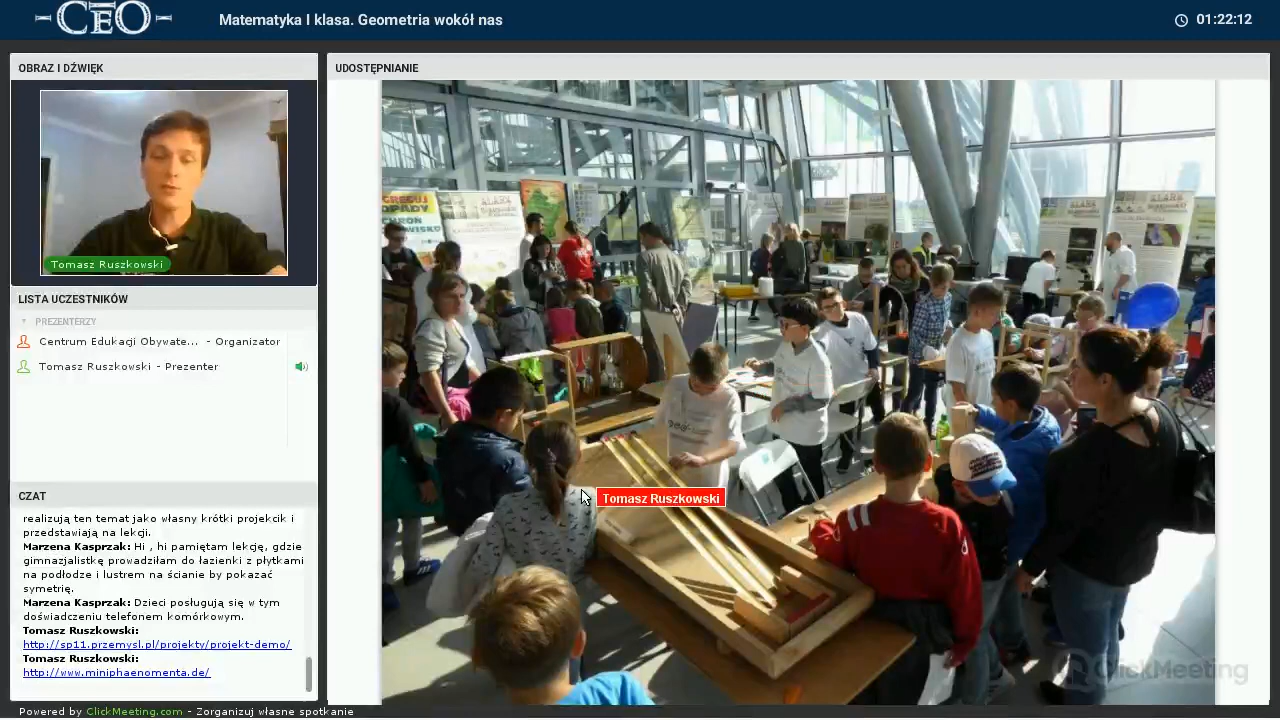 CEO
Matematyka I klasa. Geometria wokół nas
01:22:12
OBRAZ I DŹWIĘK
UDOSTĘPNIANIE
Tomasz Ruszkowski
LISTA UCZESTNIKÓW
PREZENTERZY
Centrum Edukacji Obywate... - Organizator
Tomasz Ruszkowski - Prezenter
CZAT
realizują ten temat jako własny krótki projekcik i
przedstawiają na lekcji.
Marzena Kasprzak: Hi , hi pamiętam lekcję, gdzie
gimnazjalistkę prowadziłam do łazienki z płytkami
na podłodze i lustrem na ścianie by pokazać
symetrię.
Marzena Kasprzak: Dzieci posługują się w tym
doświadczeniu telefonem komórkowym.
Tomasz Ruszkowski:
http://sp11.przemysl.pl/projekty/projekt-demo/
Tomasz Ruszkowski:
http://www.miniphaenomenta.de/
Tomasz Ruszkowski
ClickMeeting
Powered by ClickMeeting.com - Zorganizuj własne spotkanie